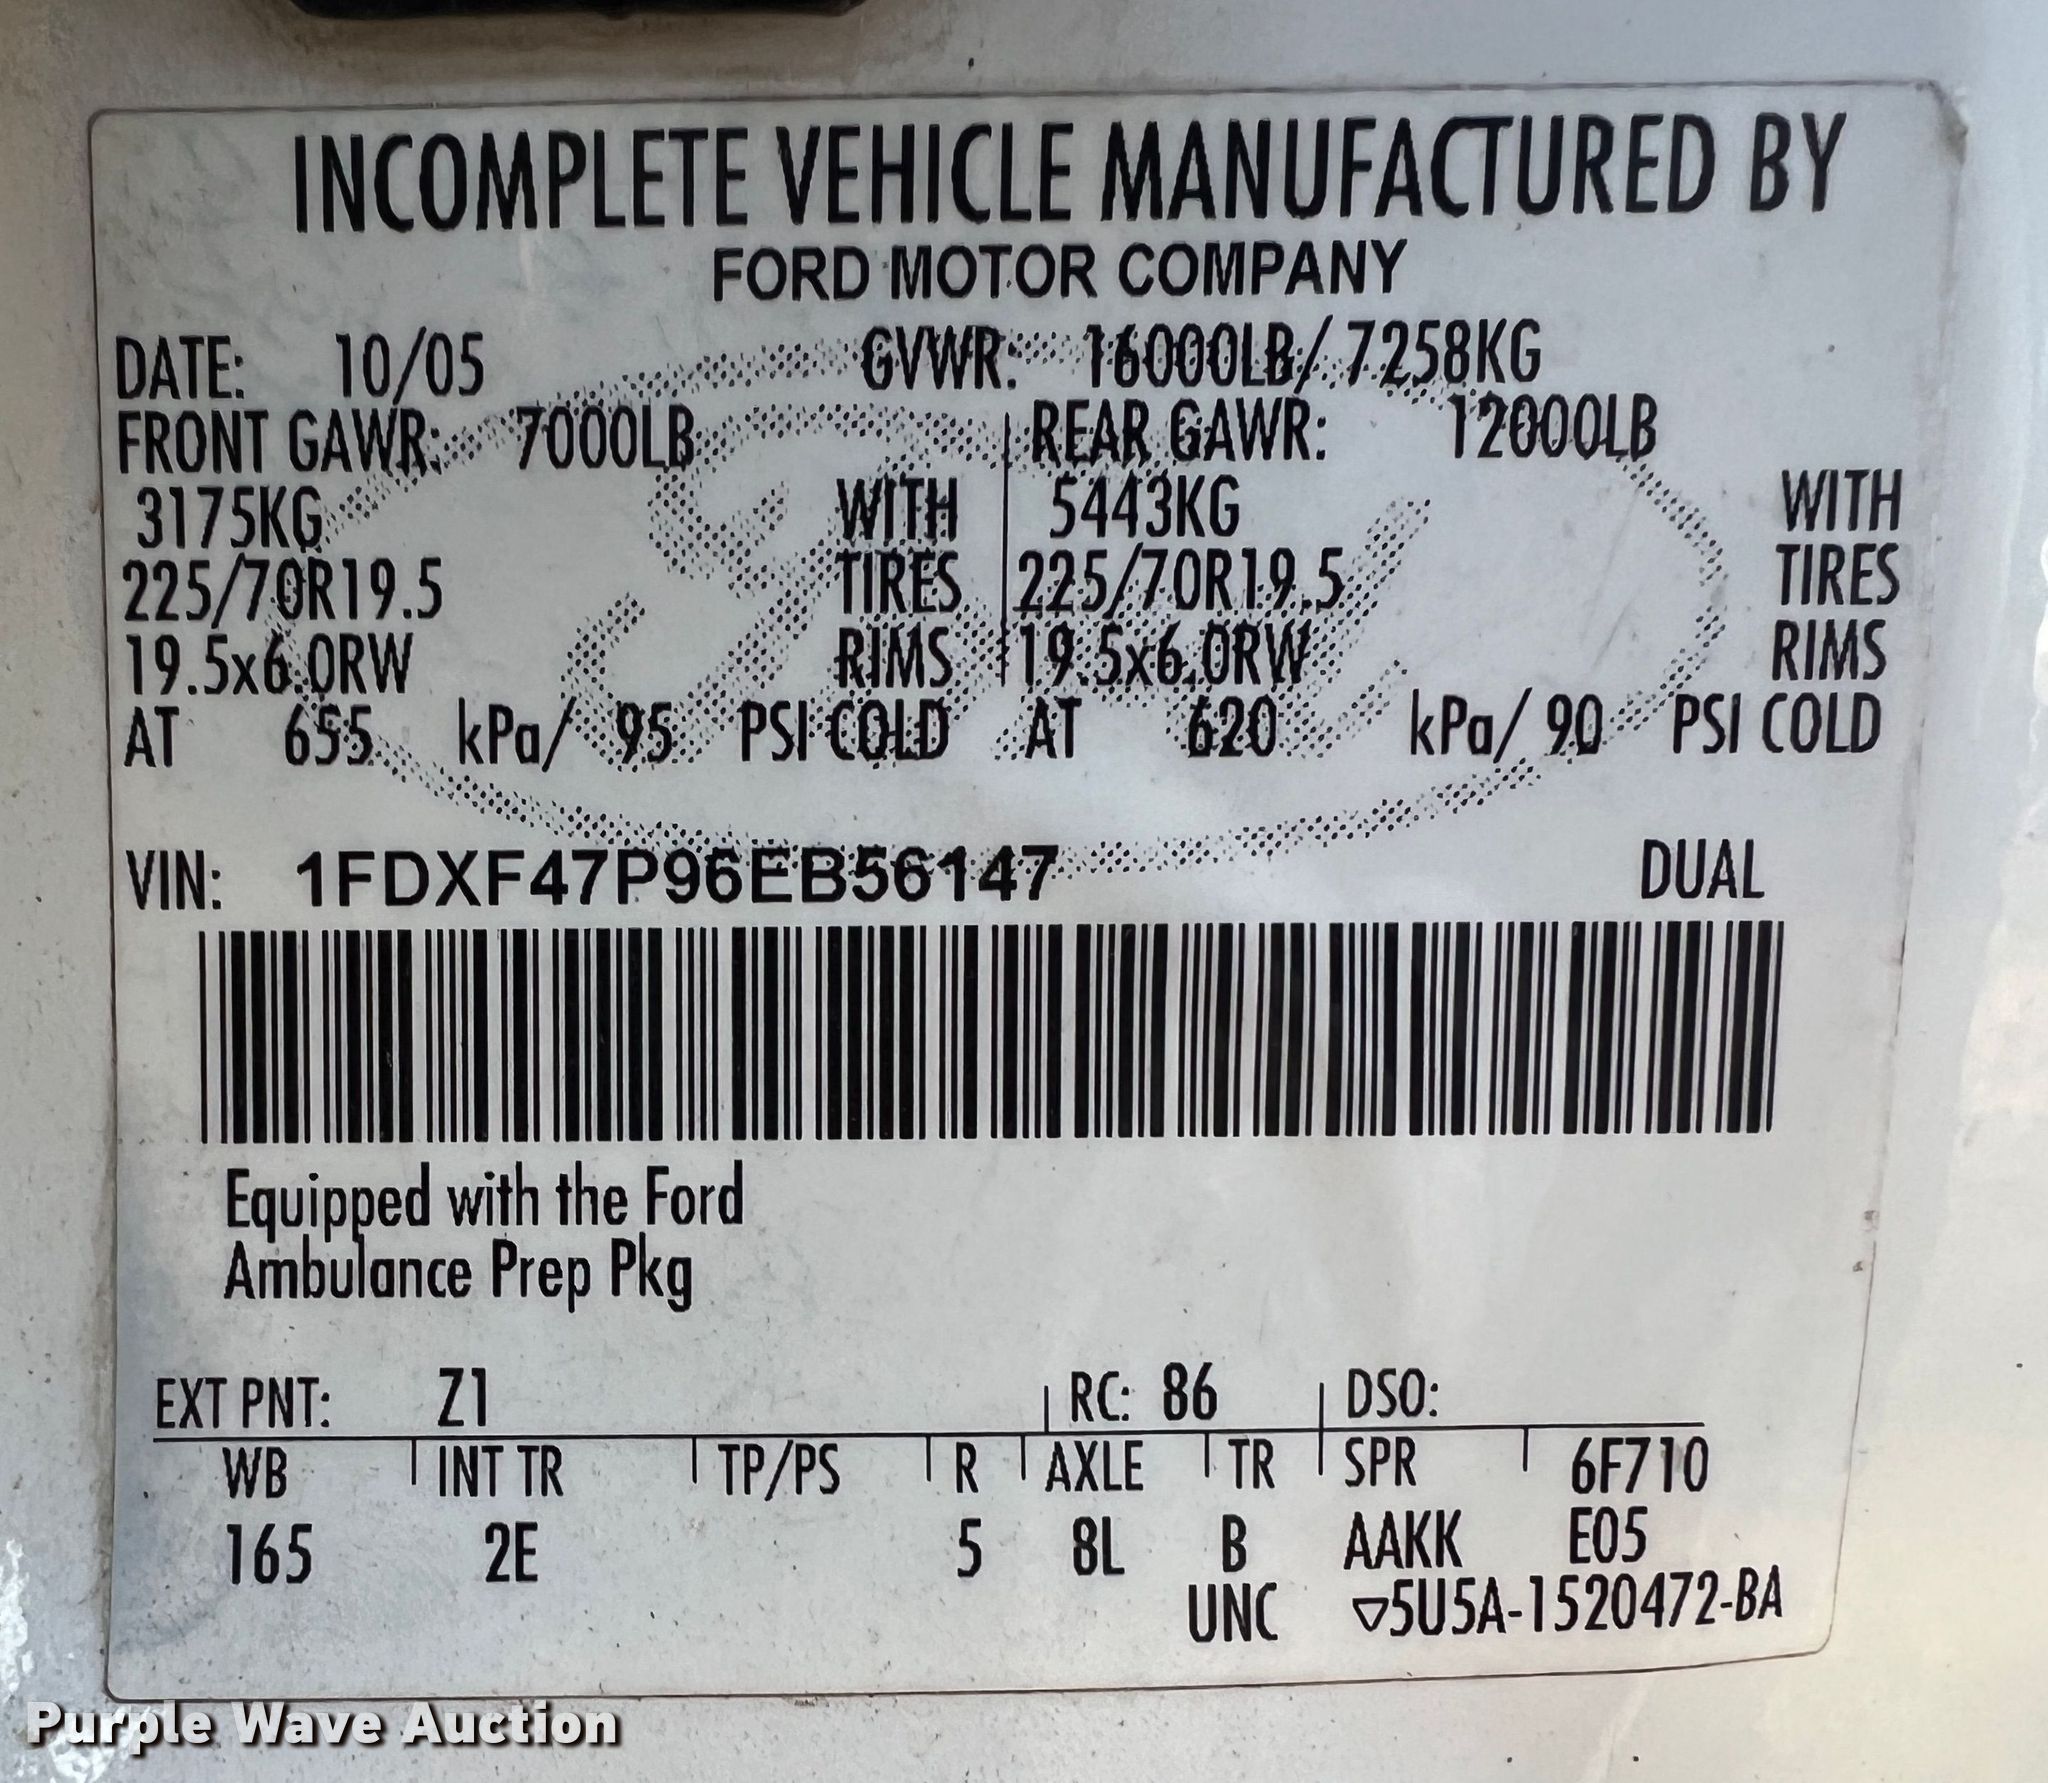 INCOMPLETE VEHICLE MANUFACTURED BY
FORD MOTOR COMPANY
DATE: 10/05 GVWR: 16000LB/ 7258KG
FRONT GAWR: 7000LB REAR GAWR: 12000LB
3175KG WITH 5443KG WITH
225/70R19.5 TIRES 225/70R19.5 TIRES
19.5x6.0RW RIMS 19.5x6.0RW RIMS
AT 655 kPa/ 95 PSI COLD AT 620 kPa/ 90 PSI COLD
VIN: 1FDXF47P96EB56147 DUAL
Equipped with the Ford
Ambulance Prep Pkg
EXT PNT: Z1 RC: 86 DSO:
WB INT TR TP/PS R AXLE TR SPR 6F710
165 2E 5 8L B AAKK E05
UNC ▽5U5A-1520472-BA
Purple Wave Auction